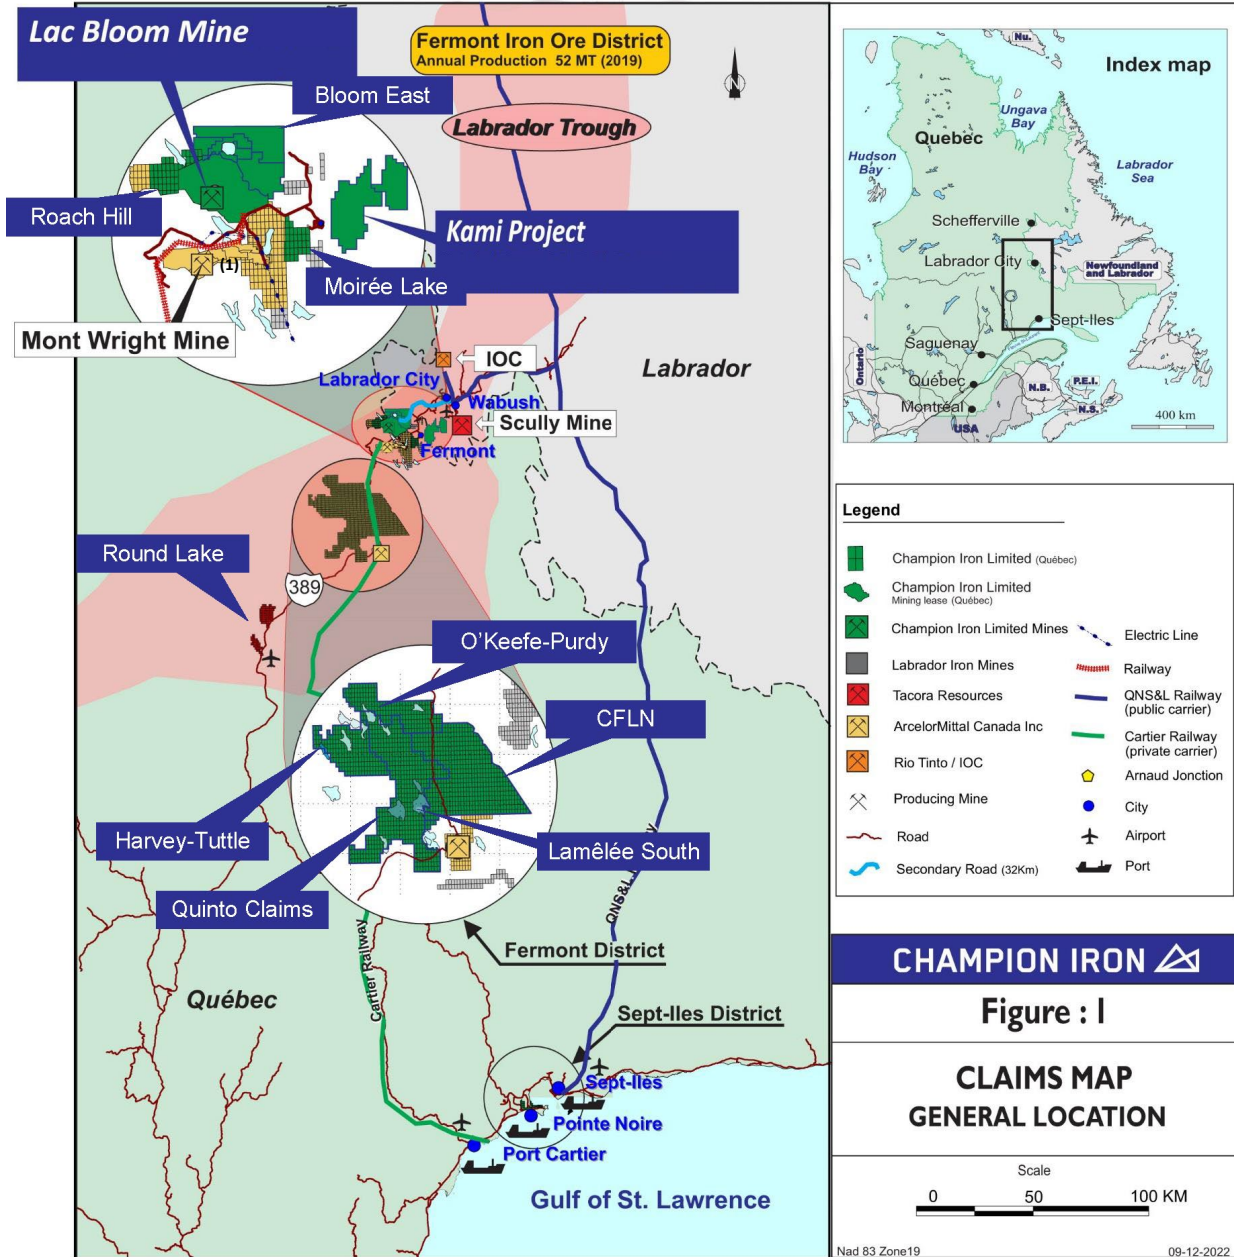 Lac Bloom Mine
Fermont Iron Ore District
Annual Production 52 MT (2019)
N
Labrador Trough
Bloom East
Roach Hill
Kami Project
Moirée Lake
(1)
Mont Wright Mine
IOC
Labrador City
Wabush
Scully Mine
Fermont
Labrador
Round Lake
389
O'Keefe-Purdy
CFLN
Harvey-Tuttle
Lamêlée South
Quinto Claims
QNS&L
Cartier Railway
Fermont District
Québec
Sept-Iles District
Sept-Iles
Pointe Noire
Port Cartier
Gulf of St. Lawrence
Index map
Nu.
Ungava
Bay
Quebec
Hudson
Bay
Labrador
Sea
Schefferville
Labrador City
Newfoundland
and Labrador
Sept-Iles
Saguenay
Ontario
Québec
N.B.
P.E.I.
Montréal
N.S.
USA
400 km
Legend
Champion Iron Limited (Québec)
Champion Iron Limited
Mining lease (Québec)
Champion Iron Limited Mines
Labrador Iron Mines
Tacora Resources
ArcelorMittal Canada Inc
Rio Tinto / IOC
Producing Mine
Road
Secondary Road (32Km)
Electric Line
Railway
QNS&L Railway
(public carrier)
Cartier Railway
(private carrier)
Arnaud Jonction
City
Airport
Port
CHAMPION IRON
Figure : I
CLAIMS MAP
GENERAL LOCATION
Scale
0 50 100 KM
Nad 83 Zone19
09-12-2022